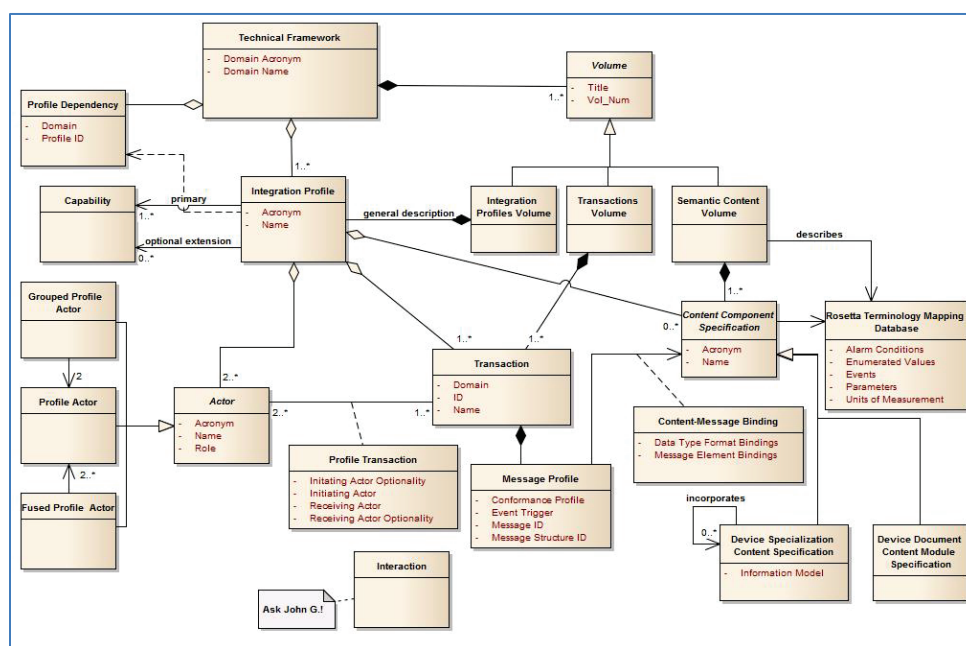 Technical Framework
- Domain Acronym
- Domain Name
Volume
- Title
- Vol_Num
1..*
Profile Dependency
- Domain
- Profile ID
1..*
Capability
primary
1..*
optional extension
0..*
Integration Profile
- Acronym
- Name
general description
Integration
Profiles Volume
Transactions
Volume
Semantic Content
Volume
describes
1..*
Grouped Profile
Actor
2
Profile Actor
2..*
Fused Profile Actor
2..*
Actor
- Acronym
- Name
- Role
2..*
1..*
1..*
1..*
Transaction
- Domain
- ID
- Name
0..*
Content Component
Specification
- Acronym
- Name
Rosetta Terminology Mapping
Database
- Alarm Conditions
- Enumerated Values
- Events
- Parameters
- Units of Measurement
Profile Transaction
- Initating Actor Optionality
- Initiating Actor
- Receiving Actor
- Receiving Actor Optionality
Message Profile
- Conformance Profile
- Event Trigger
- Message ID
- Message Structure ID
Content-Message Binding
- Data Type Format Bindings
- Message Element Bindings
incorporates
0..*
Device Specialization
Content Specification
- Information Model
Device Document
Content Module
Specification
Interaction
Ask John G.!